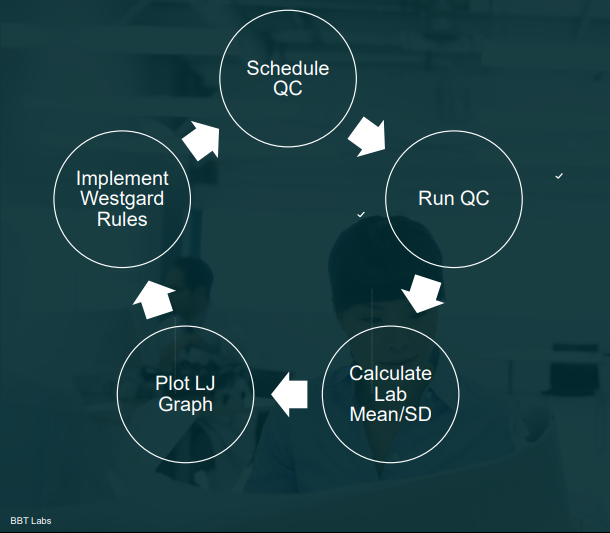 Schedule
QC
Run QC
Calculate
Lab
Mean/SD
Plot LJ
Graph
Implement
Westgard
Rules
BBT Labs